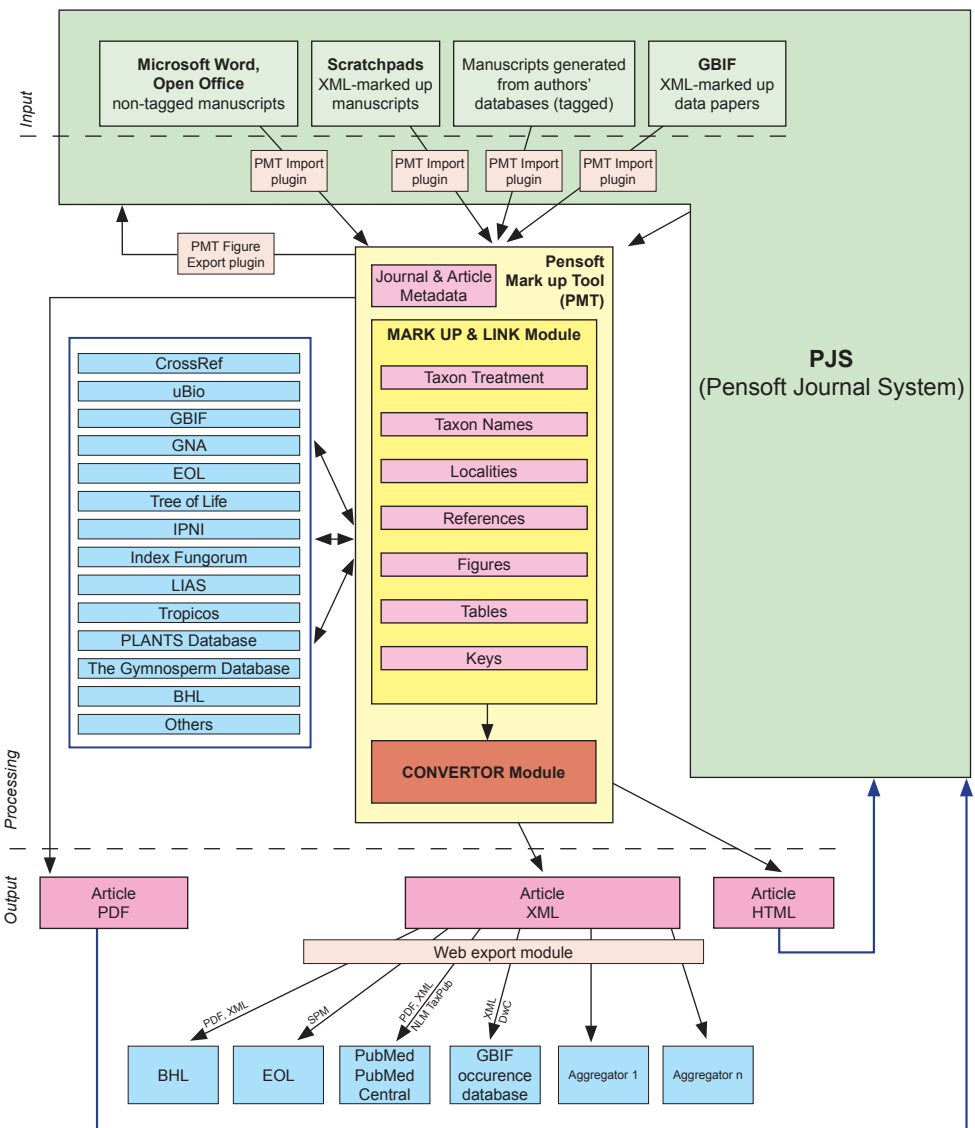 Input
Microsoft Word,
Open Office
non-tagged manuscripts
Scratchpads
XML-marked up
manuscripts
Manuscripts generated
from authors'
databases (tagged)
GBIF
XML-marked up
data papers
PMT Import
plugin
PMT Import
plugin
PMT Import
plugin
PMT Import
plugin
PMT Figure
Export plugin
Pensoft
Mark up Tool
(PMT)
Journal & Article
Metadata
MARK UP & LINK Module
Taxon Treatment
Taxon Names
Localities
References
Figures
Tables
Keys
CONVERTOR Module
PJS
(Pensoft Journal System)
CrossRef
uBio
GBIF
GNA
EOL
Tree of Life
IPNI
Index Fungorum
LIAS
Tropicos
PLANTS Database
The Gymnosperm Database
BHL
Others
Processing
Output
Article
PDF
Article
XML
Article
HTML
Web export module
PDF, XML
SPM
PDF, XML
NLM TaxPub
XML
DwC
BHL
EOL
PubMed
PubMed
Central
GBIF
occurence
database
Aggregator 1
Aggregator n